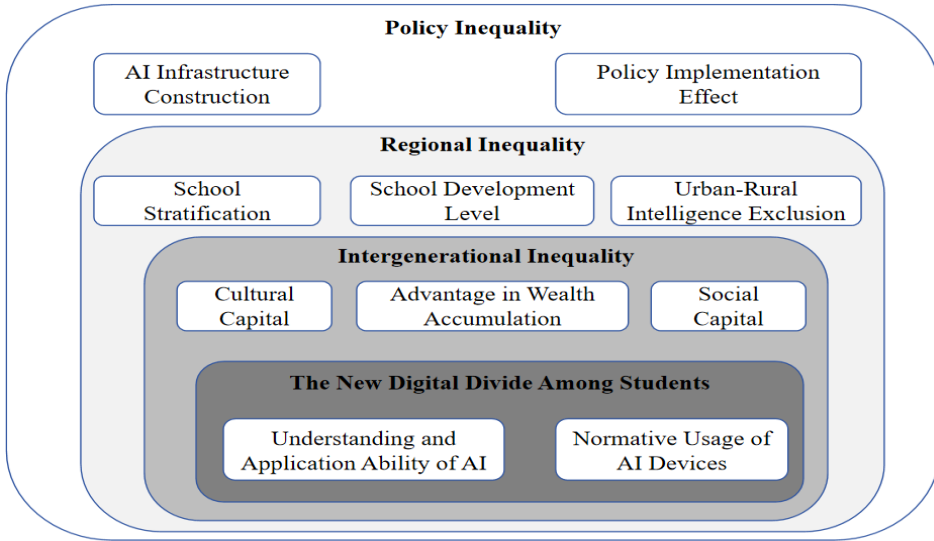 Policy Inequality
AI Infrastructure
Construction
Policy Implementation
Effect
Regional Inequality
School
Stratification
School Development
Level
Urban-Rural
Intelligence Exclusion
Intergenerational Inequality
Cultural
Capital
Advantage in Wealth
Accumulation
Social
Capital
The New Digital Divide Among Students
Understanding and
Application Ability of AI
Normative Usage of
AI Devices